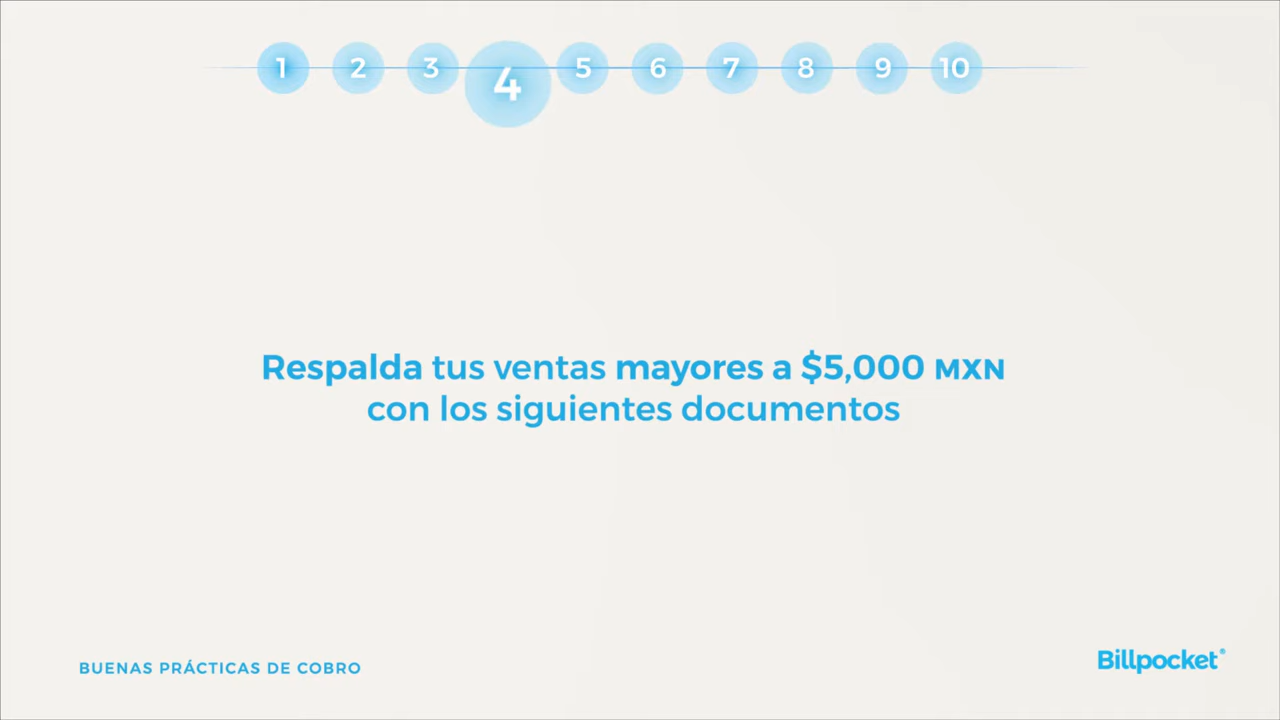 1 2 3 4 5 6 7 8 9 10
Respalda tus ventas mayores a $5,000 MXN
con los siguientes documentos
BUENAS PRÁCTICAS DE COBRO
Billpocket®